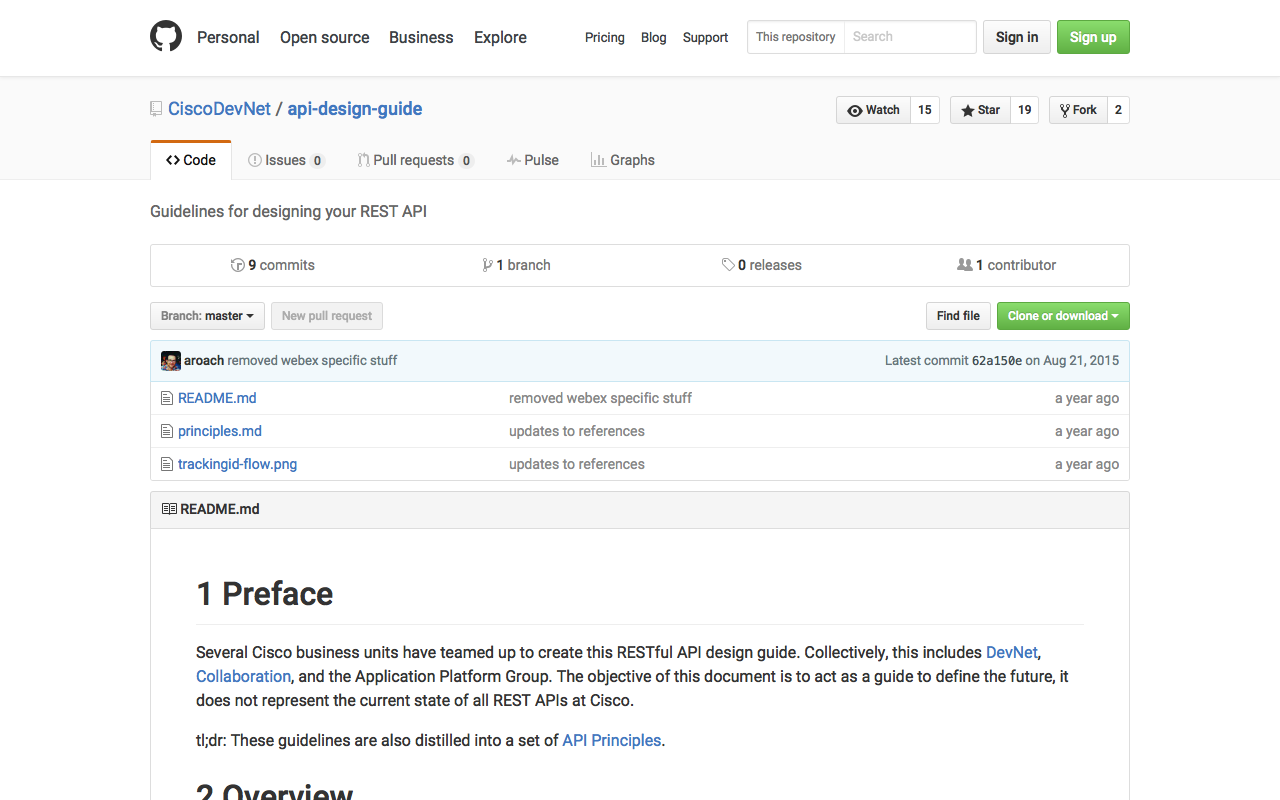 Personal Open source Business Explore Pricing Blog Support This repository Search Sign in Sign up
CiscoDevNet / api-design-guide Watch 15 Star 19 Fork 2
Code Issues 0 Pull requests 0 Pulse Graphs
Guidelines for designing your REST API
9 commits 1 branch 0 releases 1 contributor
Branch: master New pull request Find file Clone or download
aroach removed webex specific stuff Latest commit 62a150e on Aug 21, 2015
README.md removed webex specific stuff a year ago
principles.md updates to references a year ago
trackingid-flow.png updates to references a year ago
README.md
1 Preface
Several Cisco business units have teamed up to create this RESTful API design guide. Collectively, this includes DevNet,
Collaboration, and the Application Platform Group. The objective of this document is to act as a guide to define the future, it
does not represent the current state of all REST APIs at Cisco.
tl;dr: These guidelines are also distilled into a set of API Principles.
2 Overview